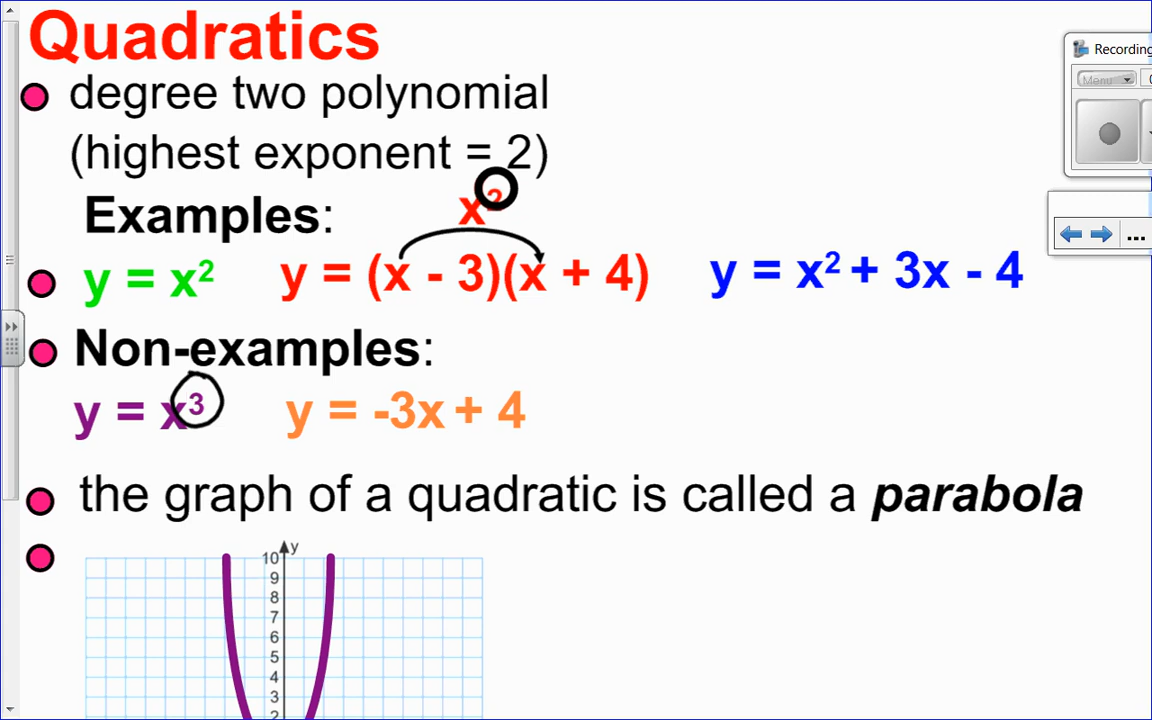 Quadratics
degree two polynomial
(highest exponent = 2)
x²
Examples:
y = x² y = (x - 3)(x + 4) y = x² + 3x - 4
Non-examples:
y = x³ y = -3x + 4
the graph of a quadratic is called a parabola
y
10
9
8
7
6
5
4
3
2
Recording
Menu
...